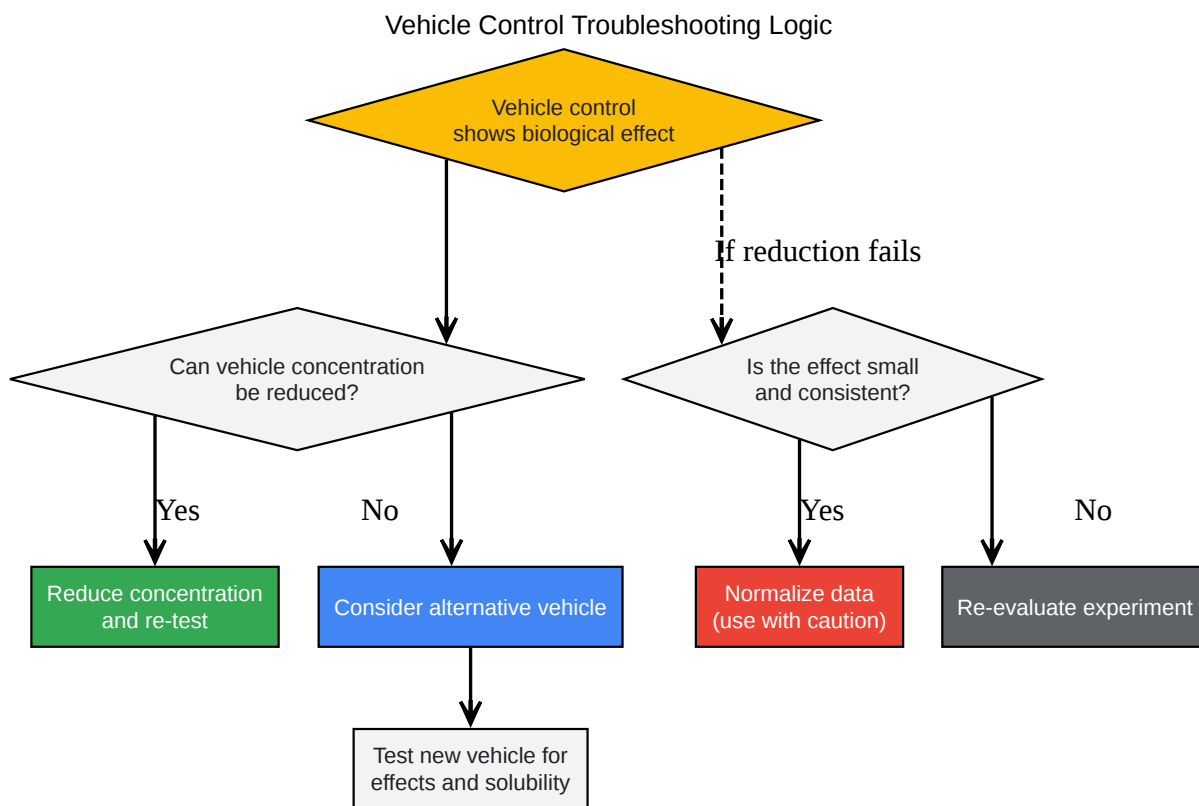 Vehicle Control Troubleshooting Logic
Vehicle control
shows biological effect
If reduction fails
Can vehicle concentration
be reduced?
Is the effect small
and consistent?
Yes
No
Yes
No
Reduce concentration
and re-test
Consider alternative vehicle
Normalize data
(use with caution)
Re-evaluate experiment
Test new vehicle for
effects and solubility